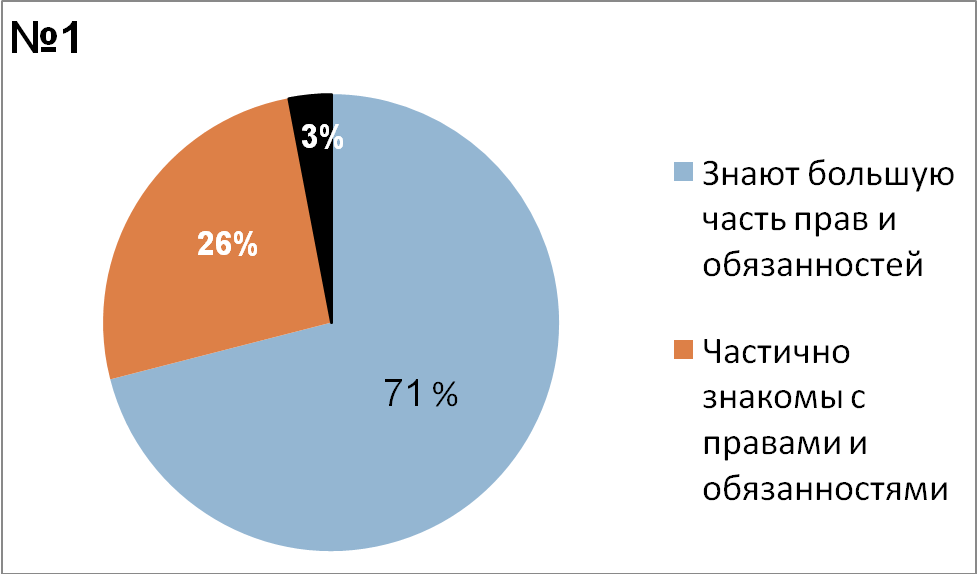 №1
3%
26%
71 %
Знают большую
часть прав и
обязанностей
Частично
знакомы с
правами и
обязанностями